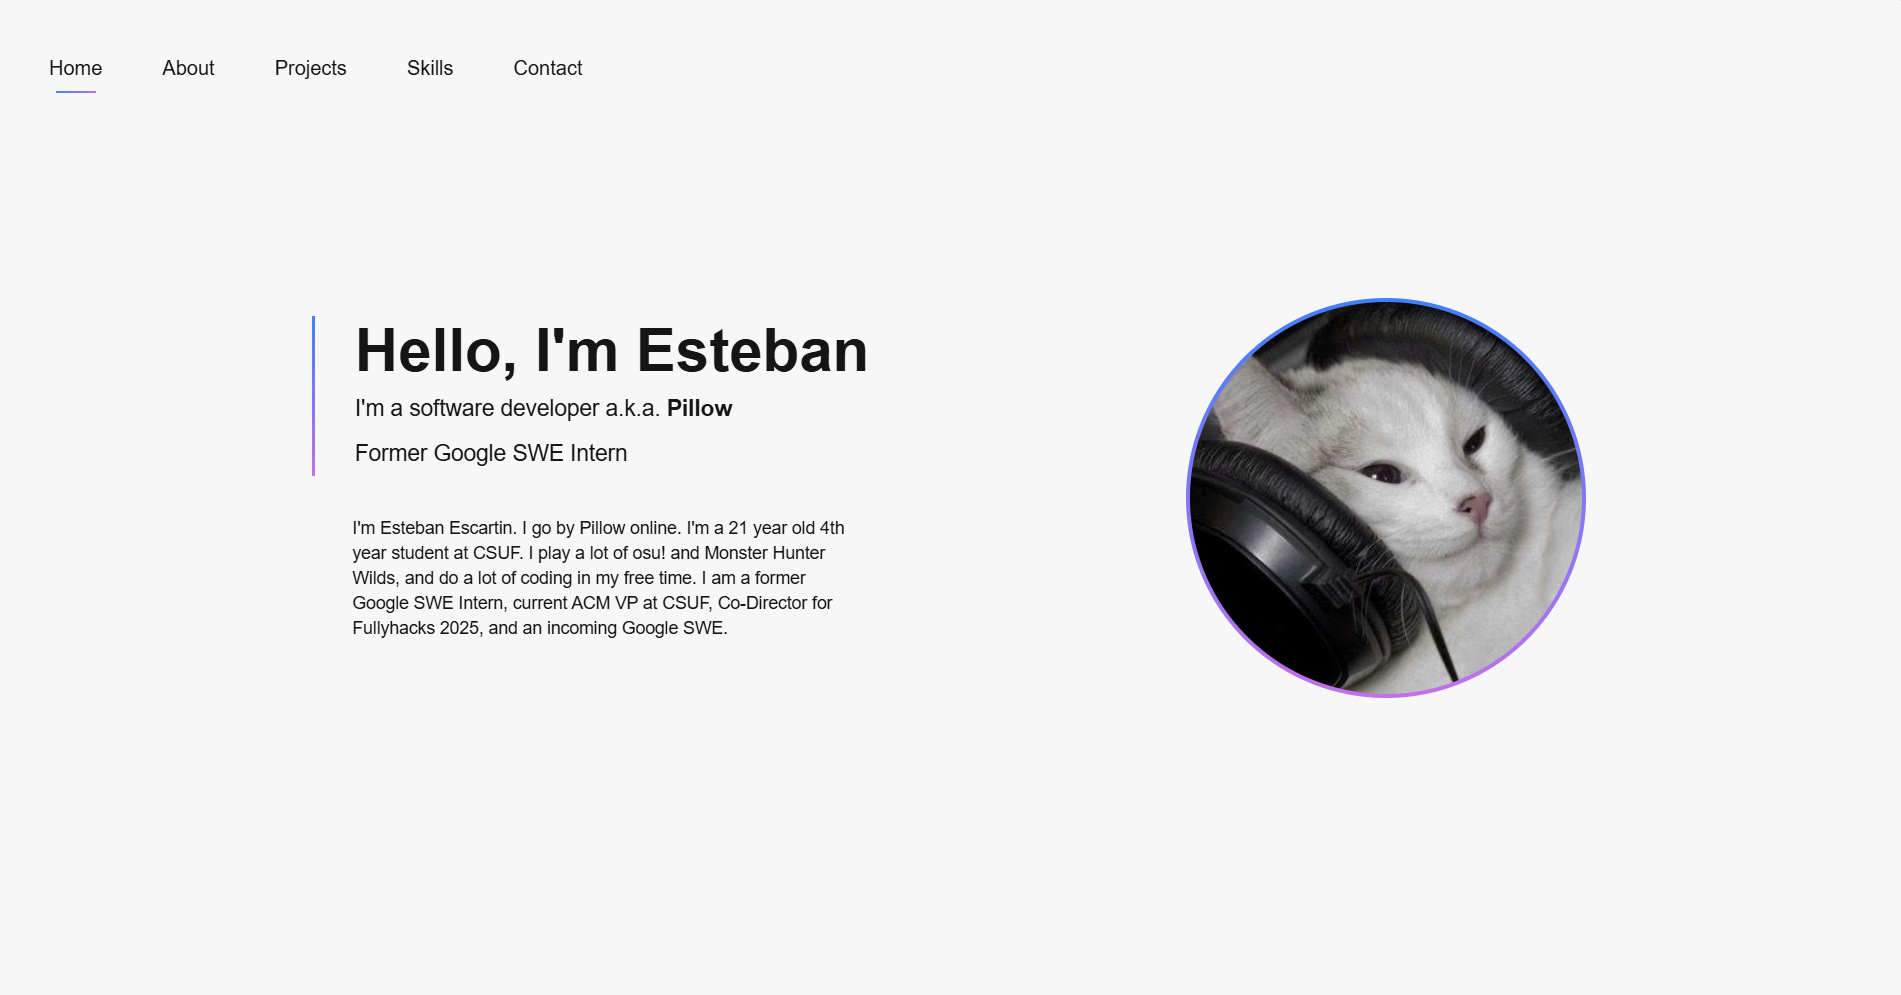 Home About Projects Skills Contact
Hello, I'm Esteban
I'm a software developer a.k.a. Pillow
Former Google SWE Intern
I'm Esteban Escartin. I go by Pillow online. I'm a 21 year old 4th
year student at CSUF. I play a lot of osu! and Monster Hunter
Wilds, and do a lot of coding in my free time. I am a former
Google SWE Intern, current ACM VP at CSUF, Co-Director for
Fullyhacks 2025, and an incoming Google SWE.